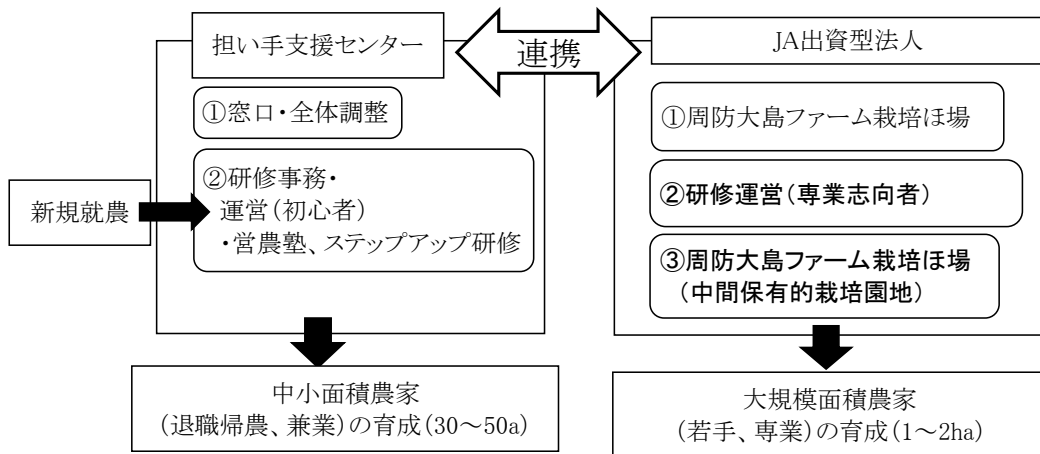 担い手支援センター
連携
JA出資型法人
①窓口・全体調整
②研修事務・
運営(初心者)
・営農塾、ステップアップ研修
新規就農
①周防大島ファーム栽培ほ場
②研修運営(専業志向者)
③周防大島ファーム栽培ほ場
(中間保有的栽培園地)
中小面積農家
(退職帰農、兼業)の育成(30～50a)
大規模面積農家
(若手、専業)の育成(1～2ha)